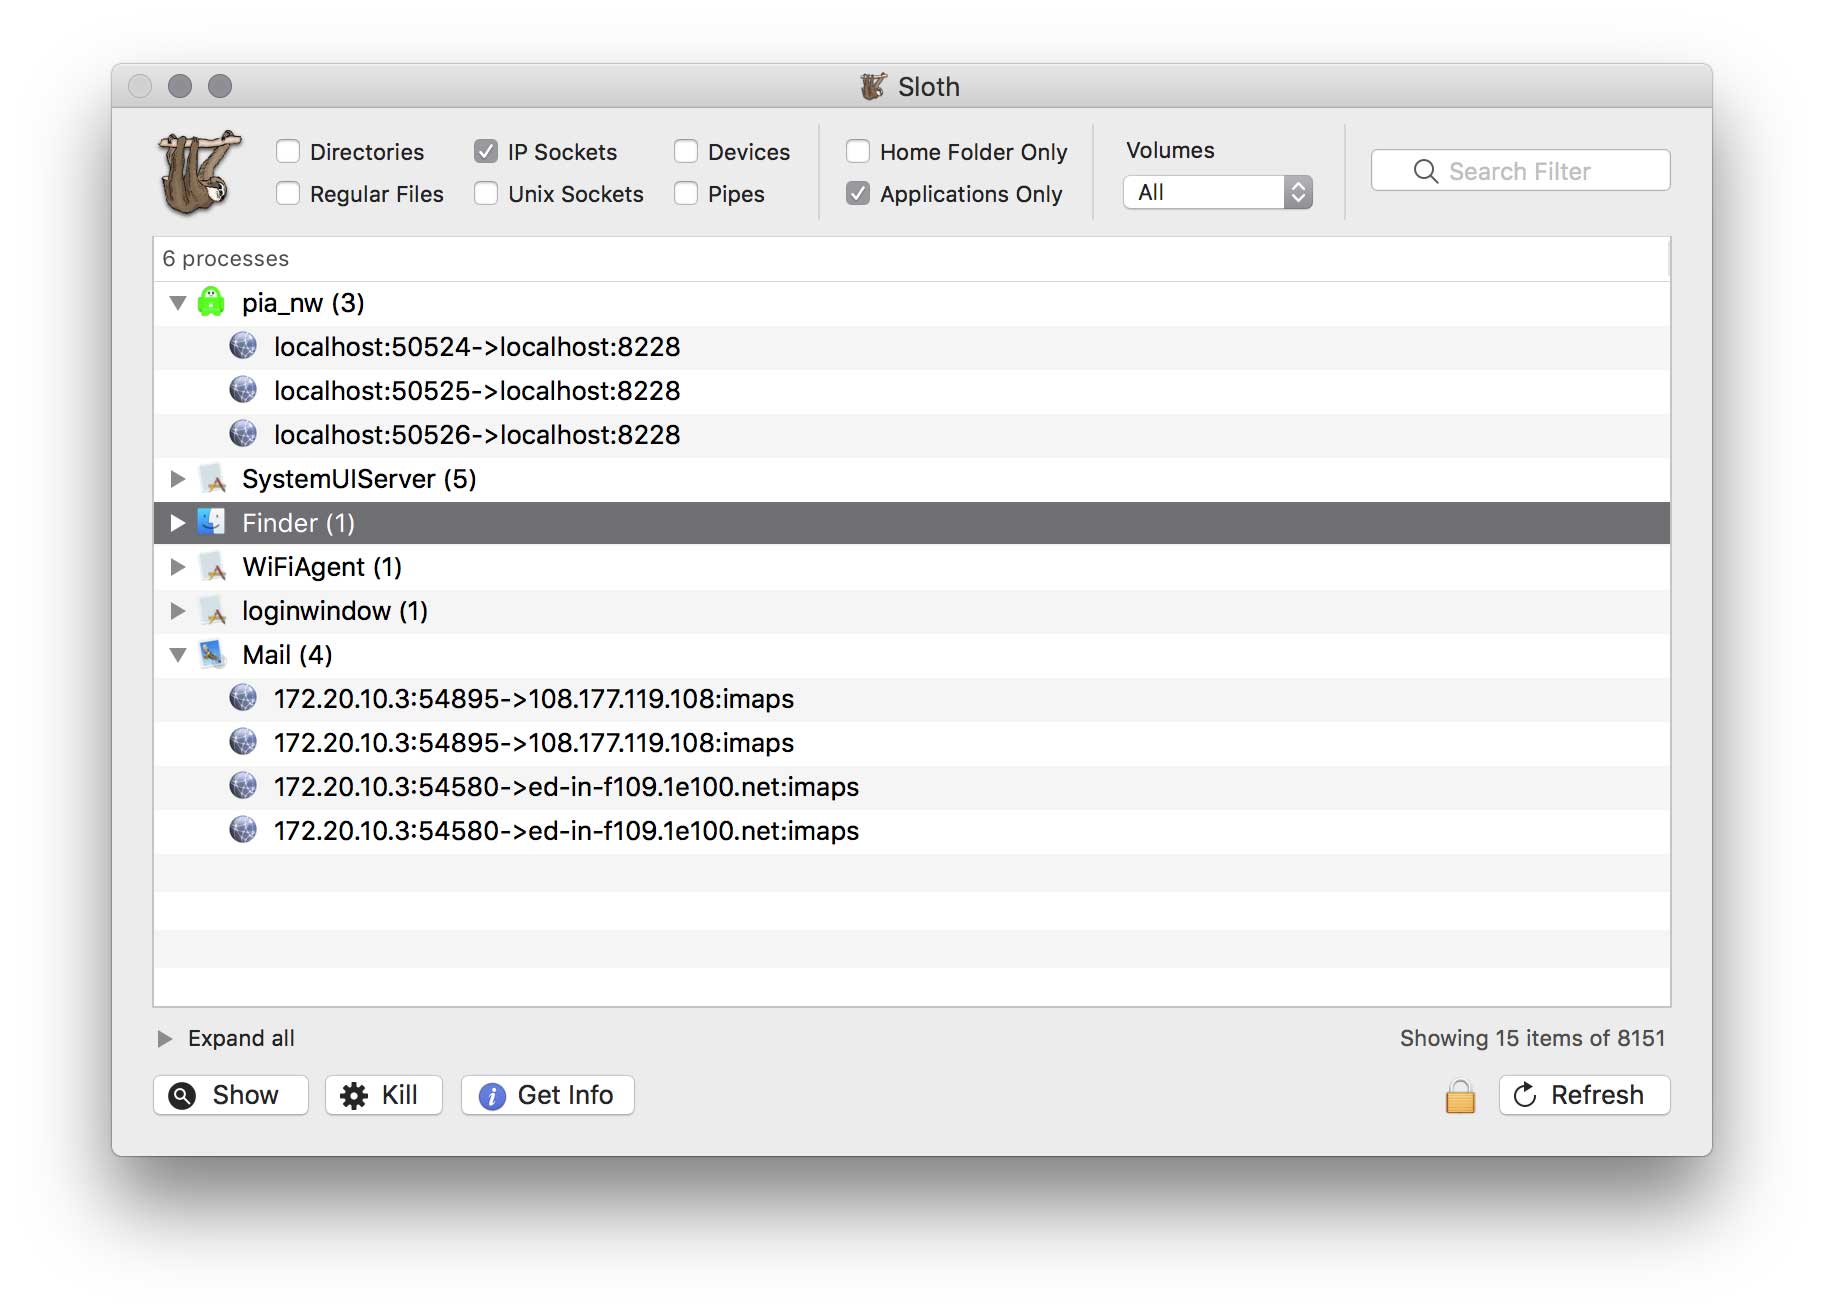 Sloth
Directories
IP Sockets
Devices
Home Folder Only
Volumes
Regular Files
Unix Sockets
Pipes
Applications Only
All
Search Filter
6 processes
pia_nw (3)
localhost:50524->localhost:8228
localhost:50525->localhost:8228
localhost:50526->localhost:8228
SystemUIServer (5)
Finder (1)
WiFiAgent (1)
loginwindow (1)
Mail (4)
172.20.10.3:54895->108.177.119.108:imaps
172.20.10.3:54895->108.177.119.108:imaps
172.20.10.3:54580->ed-in-f109.1e100.net:imaps
172.20.10.3:54580->ed-in-f109.1e100.net:imaps
Expand all
Showing 15 items of 8151
Show
Kill
Get Info
Refresh